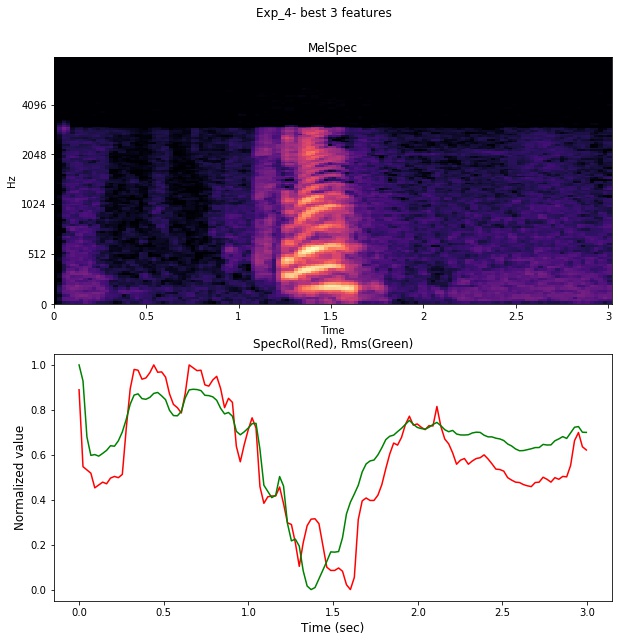 Exp_4- best 3 features
MelSpec
Hz
4096
2048
1024
512
0
0 0.5 1 1.5 2 2.5 3
Time
SpecRol(Red), Rms(Green)
Normalized value
1.0
0.8
0.6
0.4
0.2
0.0
0.0 0.5 1.0 1.5 2.0 2.5 3.0
Time (sec)